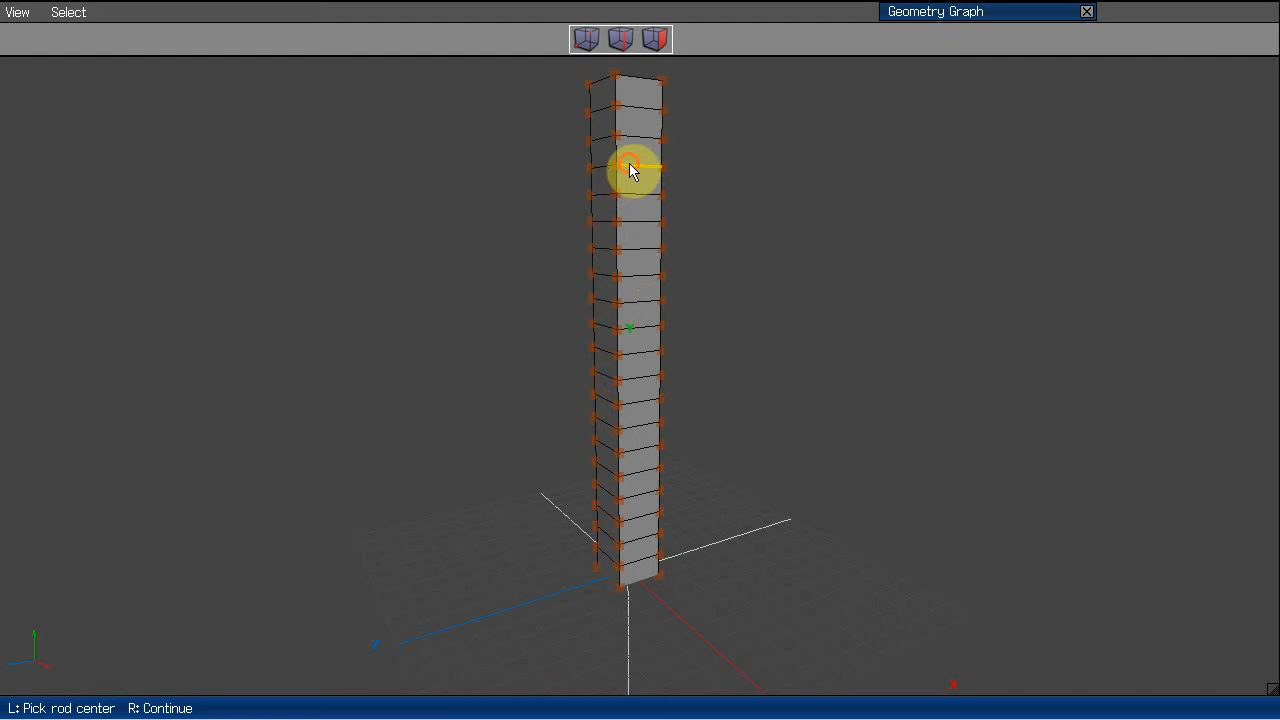 View Select
Geometry Graph
Y
Z
X
L: Pick rod center R: Continue